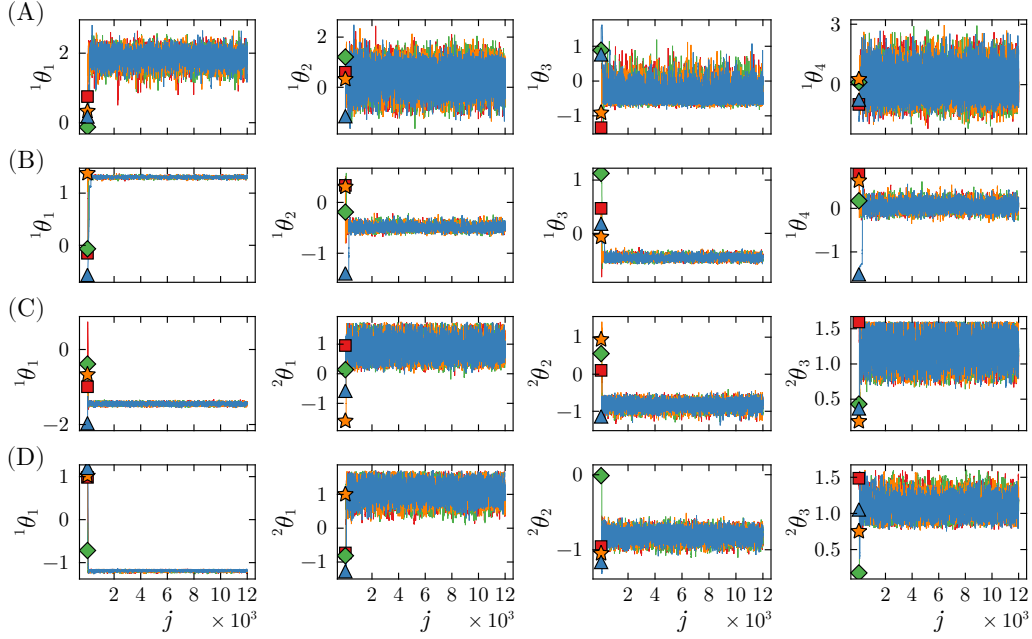 (A)
¹θ₁ 2 0
¹θ₂ 2 0
¹θ₃ 1 0 −1
¹θ₄ 3 0
(B)
¹θ₁ 1 0
¹θ₂ 0 −1
¹θ₃ 1 0
¹θ₄ 0 −1
(C)
¹θ₁ 0 −2
²θ₁ 1 0 −1
²θ₂ 1 0 −1
²θ₃ 1.5 1.0 0.5
(D)
¹θ₁ 1 0 −1
²θ₁ 1 0 −1
²θ₂ 0 −1
²θ₃ 1.5 1.0 0.5
2 4 6 8 10 12 2 4 6 8 10 12 2 4 6 8 10 12 2 4 6 8 10 12
j × 10³ j × 10³ j × 10³ j × 10³